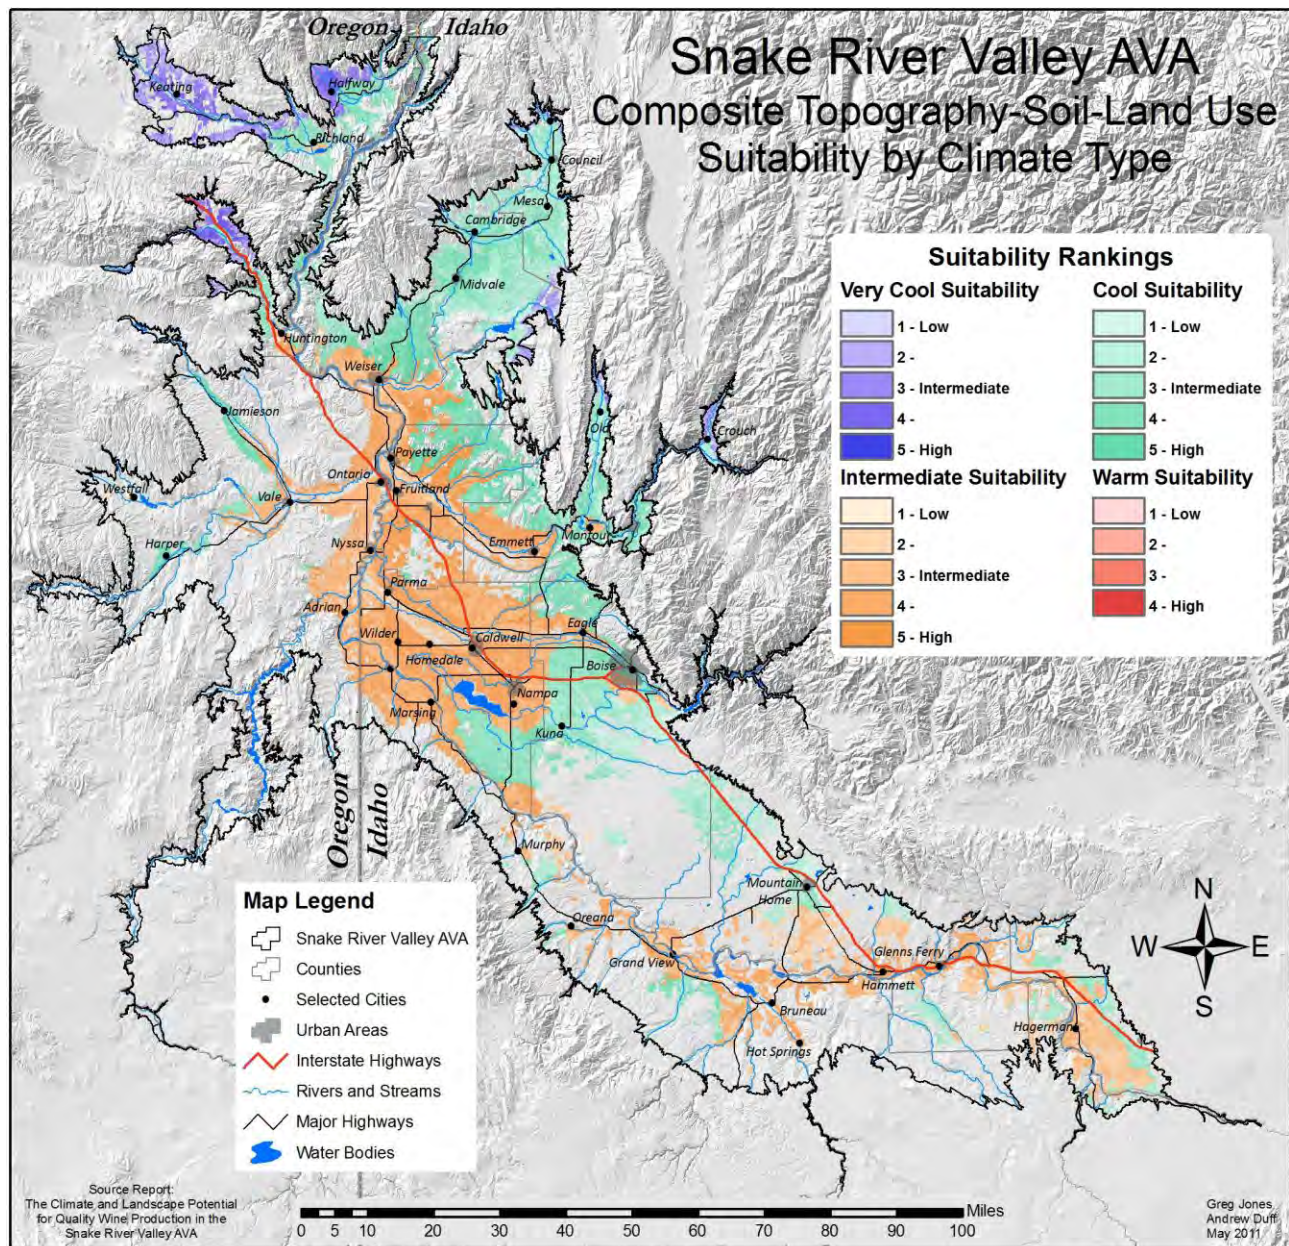 Oregon
Idaho
Snake River Valley AVA
Composite Topography-Soil-Land Use
Suitability by Climate Type
Keating
Halfway
Richland
Council
Mesa
Cambridge
Midvale
Huntington
Weiser
Jamieson
Ola
Crouch
Payette
Ontario
Fruitland
Westfall
Vale
Harper
Nyssa
Emmett
Montour
Parma
Adrian
Wilder
Homedale
Caldwell
Eagle
Boise
Marsing
Nampa
Kuna
Oregon
Idaho
Murphy
Mountain
Home
Oreana
Grand View
Glenns Ferry
Hammett
Bruneau
Hot Springs
Hagerman
Suitability Rankings
Very Cool Suitability
1 - Low
2 -
3 - Intermediate
4 -
5 - High
Cool Suitability
1 - Low
2 -
3 - Intermediate
4 -
5 - High
Intermediate Suitability
1 - Low
2 -
3 - Intermediate
4 -
5 - High
Warm Suitability
1 - Low
2 -
3 -
4 - High
Map Legend
Snake River Valley AVA
Counties
Selected Cities
Urban Areas
Interstate Highways
Rivers and Streams
Major Highways
Water Bodies
N
W
E
S
Source Report:
The Climate and Landscape Potential
for Quality Wine Production in the
Snake River Valley AVA
Miles
0 5 10 20 30 40 50 60 70 80 90 100
Greg Jones
Andrew Duff
May 2011